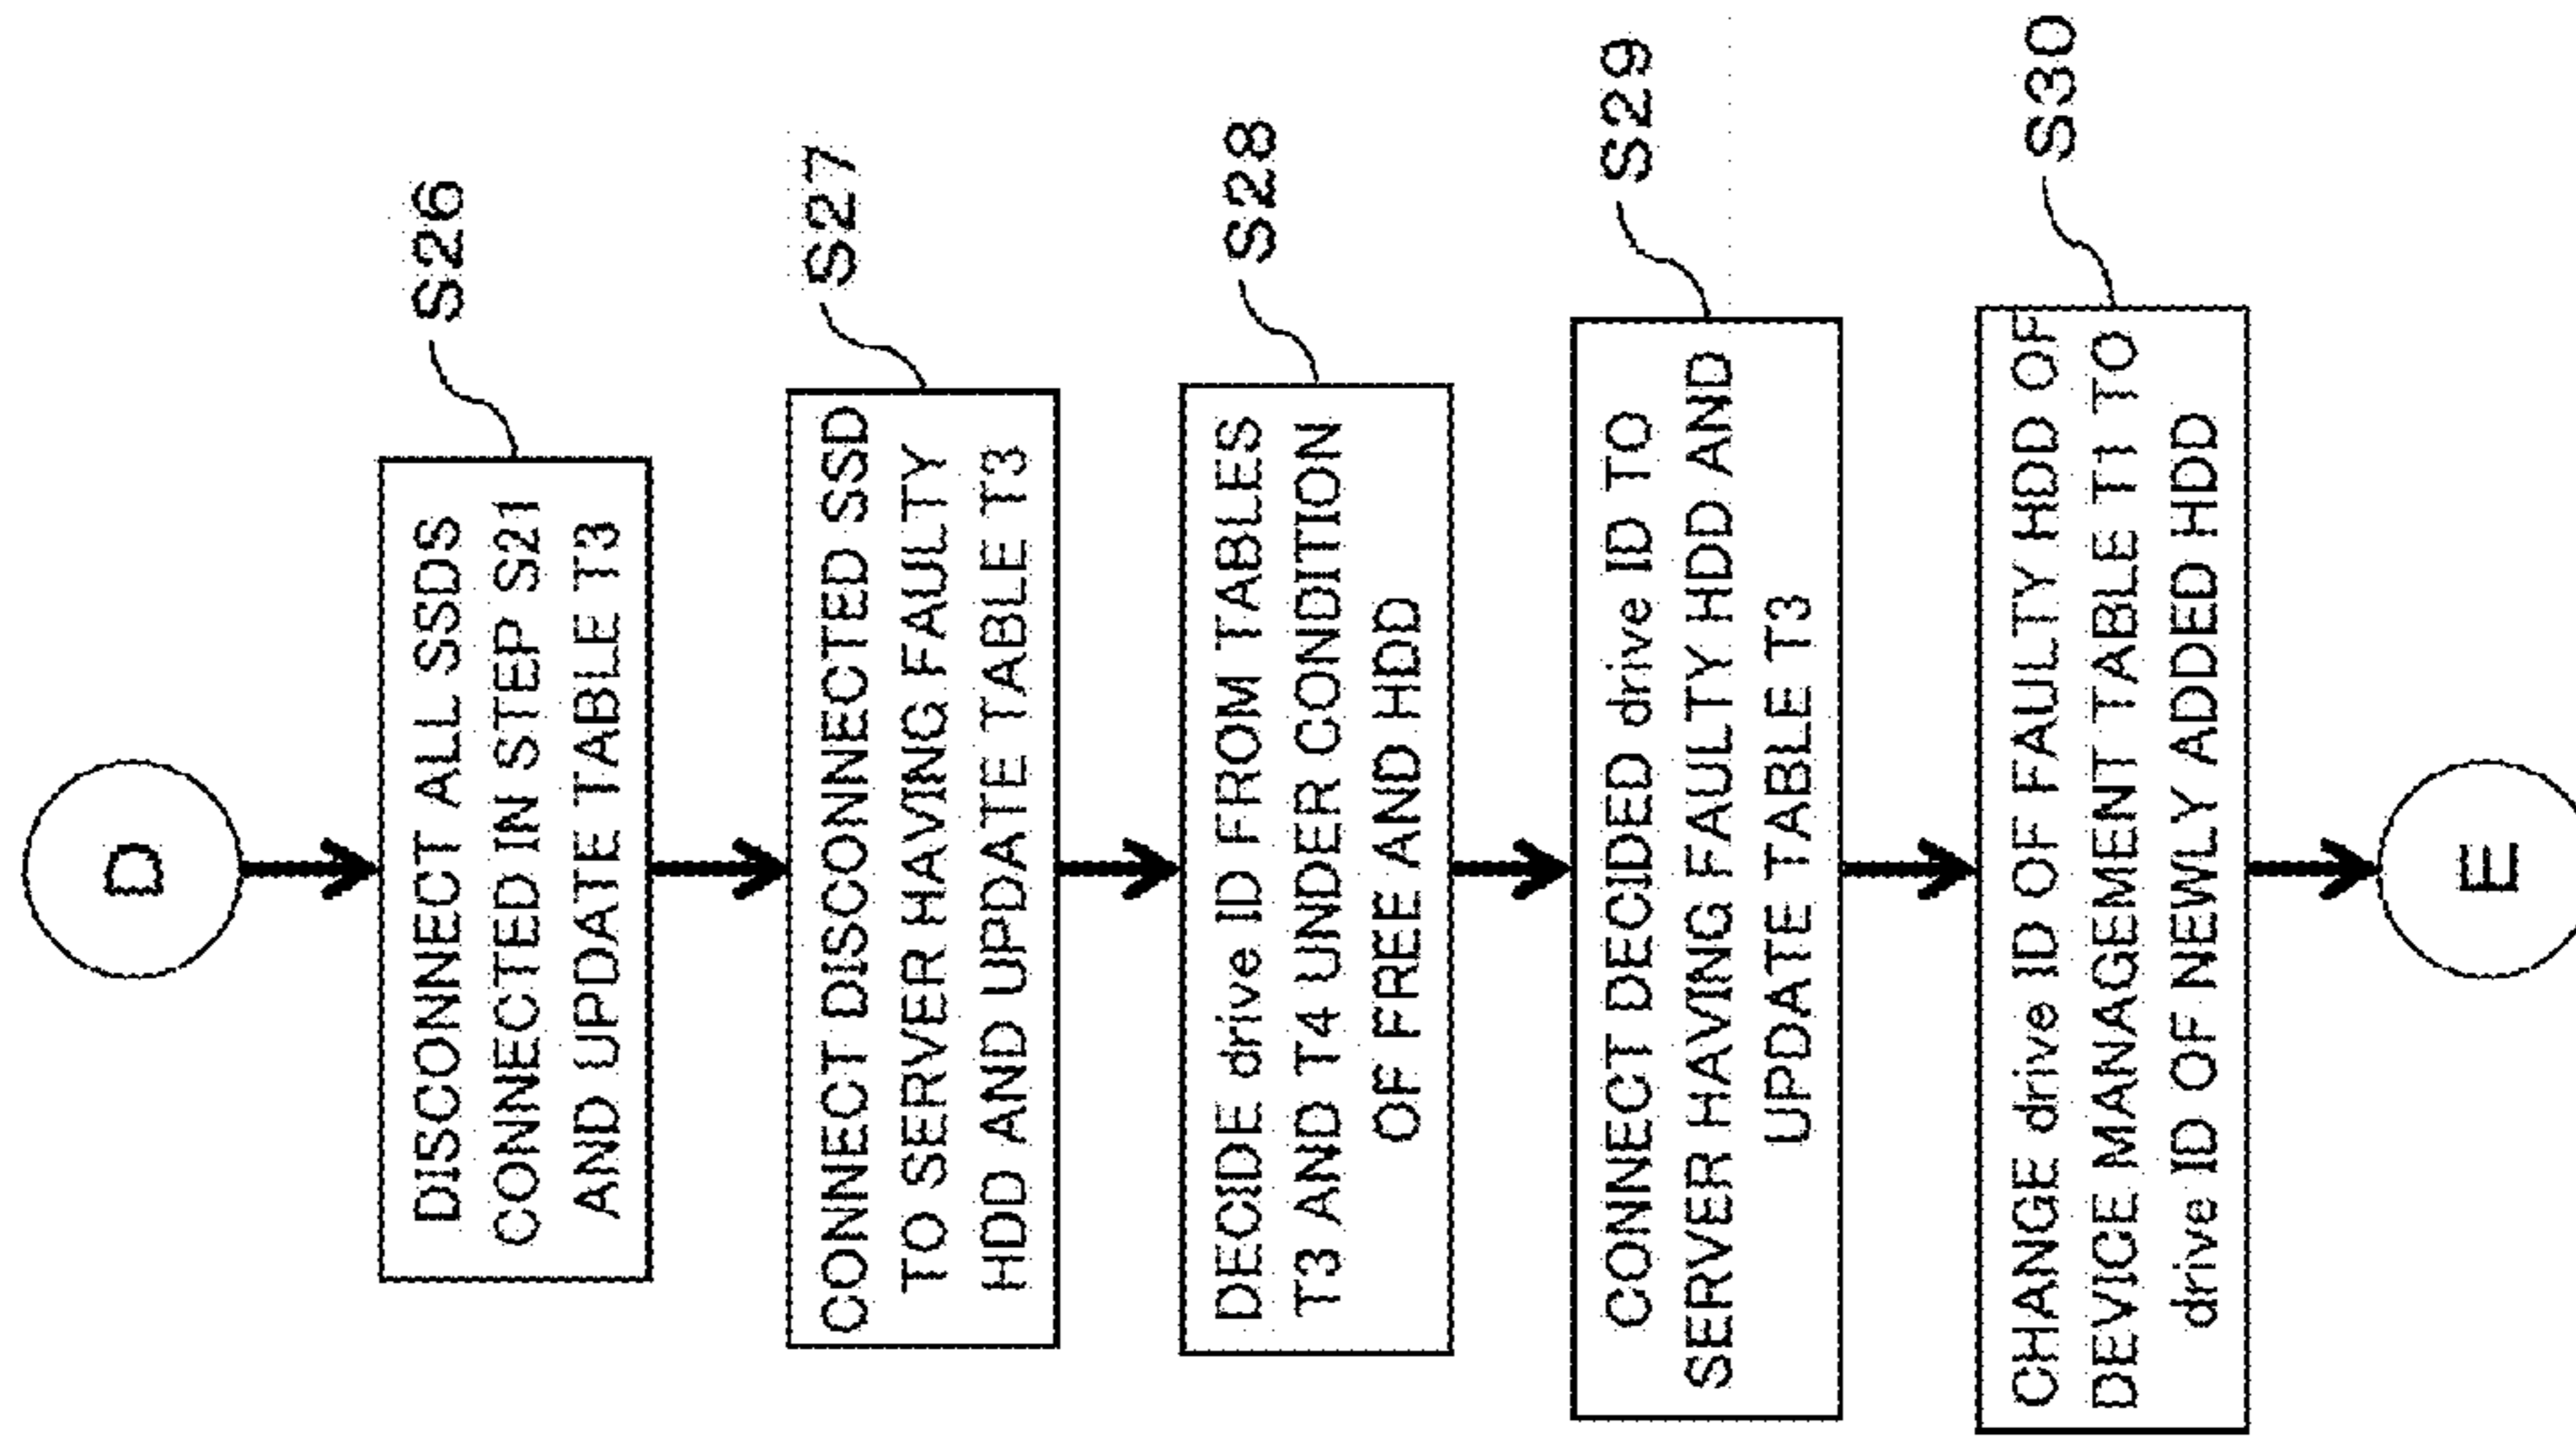 D
DISCONNECT ALL SSDS
CONNECTED IN STEP S21
AND UPDATE TABLE T3
S26
CONNECT DISCONNECTED SSD
TO SERVER HAVING FAULTY
HDD AND UPDATE TABLE T3
S27
DECIDE drive ID FROM TABLES
T3 AND T4 UNDER CONDITION
OF FREE AND HDD
S28
CONNECT DECIDED drive ID TO
SERVER HAVING FAULTY HDD AND
UPDATE TABLE T3
S29
CHANGE drive ID OF FAULTY HDD OF
DEVICE MANAGEMENT TABLE T1 TO
drive ID OF NEWLY ADDED HDD
S30
E